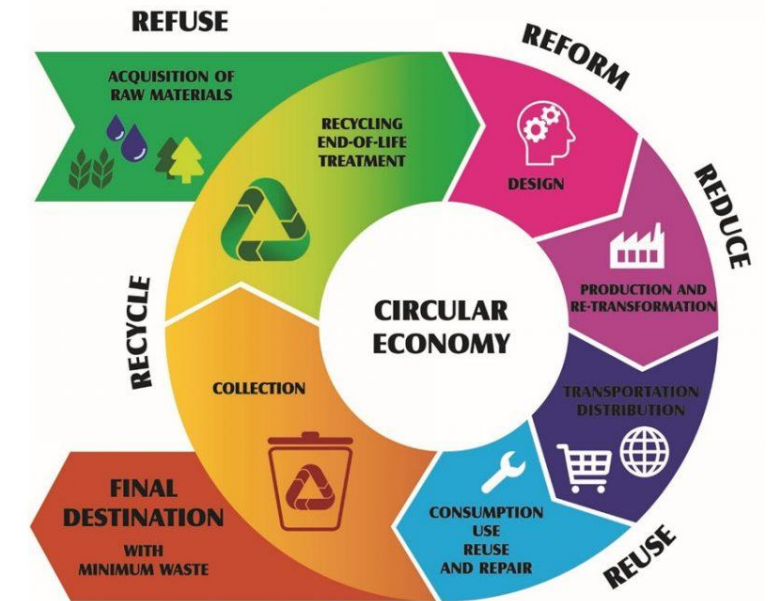 REFUSE
ACQUISITION OF
RAW MATERIALS
RECYCLING
END-OF-LIFE
TREATMENT
REFORM
DESIGN
REDUCE
PRODUCTION AND
RE-TRANSFORMATION
CIRCULAR
ECONOMY
TRANSPORTATION
DISTRIBUTION
REUSE
CONSUMPTION
USE
REUSE
AND REPAIR
RECYCLE
COLLECTION
FINAL
DESTINATION
WITH
MINIMUM WASTE